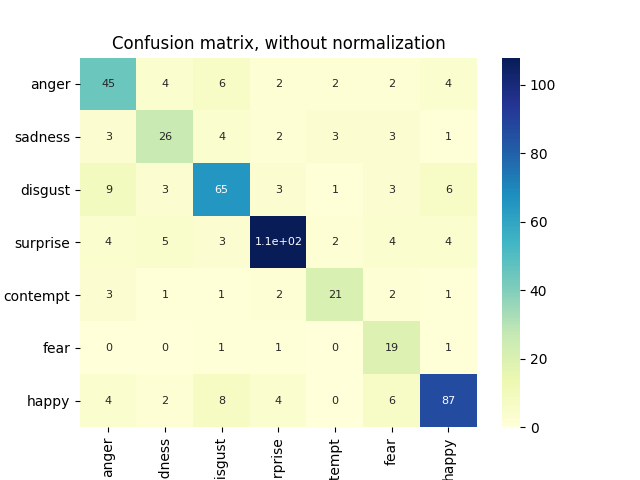 Confusion matrix, without normalization
anger 45 4 6 2 2 2 4
sadness 3 26 4 2 3 3 1
disgust 9 3 65 3 1 3 6
surprise 4 5 3 1.1e+02 2 4 4
contempt 3 1 1 2 21 2 1
fear 0 0 1 1 0 19 1
happy 4 2 8 4 0 6 87
anger dness isgust rprise tempt fear happy
100
80
60
40
20
0